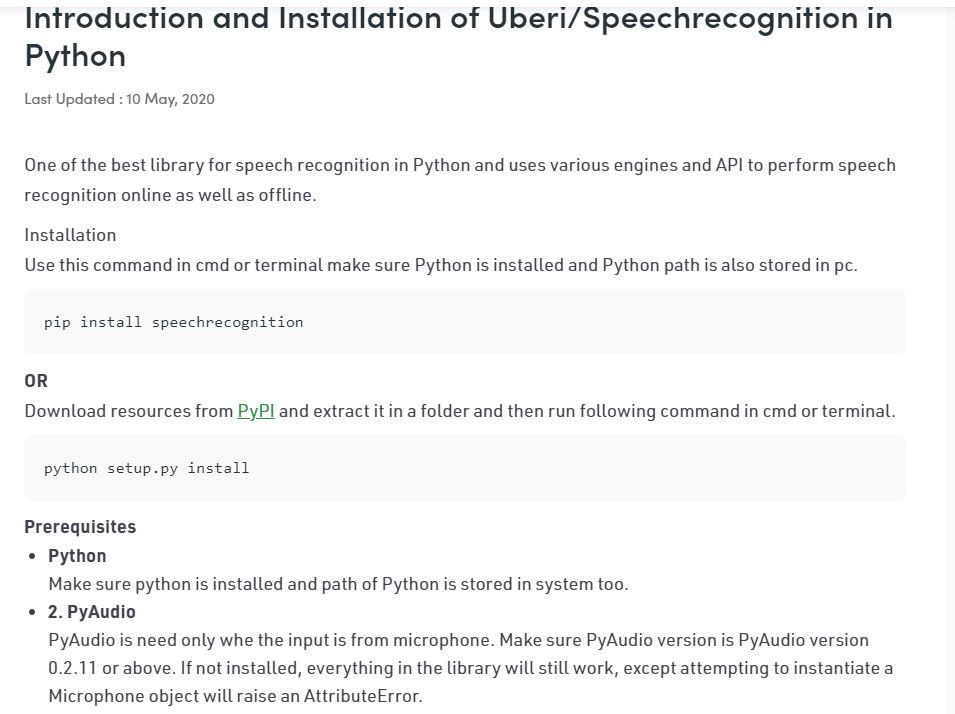 Introduction and Installation of Uberi/Speechrecognition in
Python
Last Updated : 10 May, 2020
One of the best library for speech recognition in Python and uses various engines and API to perform speech
recognition online as well as offline.
Installation
Use this command in cmd or terminal make sure Python is installed and Python path is also stored in pc.
pip install speechrecognition
OR
Download resources from PyPI and extract it in a folder and then run following command in cmd or terminal.
python setup.py install
Prerequisites
• Python
Make sure python is installed and path of Python is stored in system too.
• 2. PyAudio
PyAudio is need only whe the input is from microphone. Make sure PyAudio version is PyAudio version
0.2.11 or above. If not installed, everything in the library will still work, except attempting to instantiate a
Microphone object will raise an AttributeError.